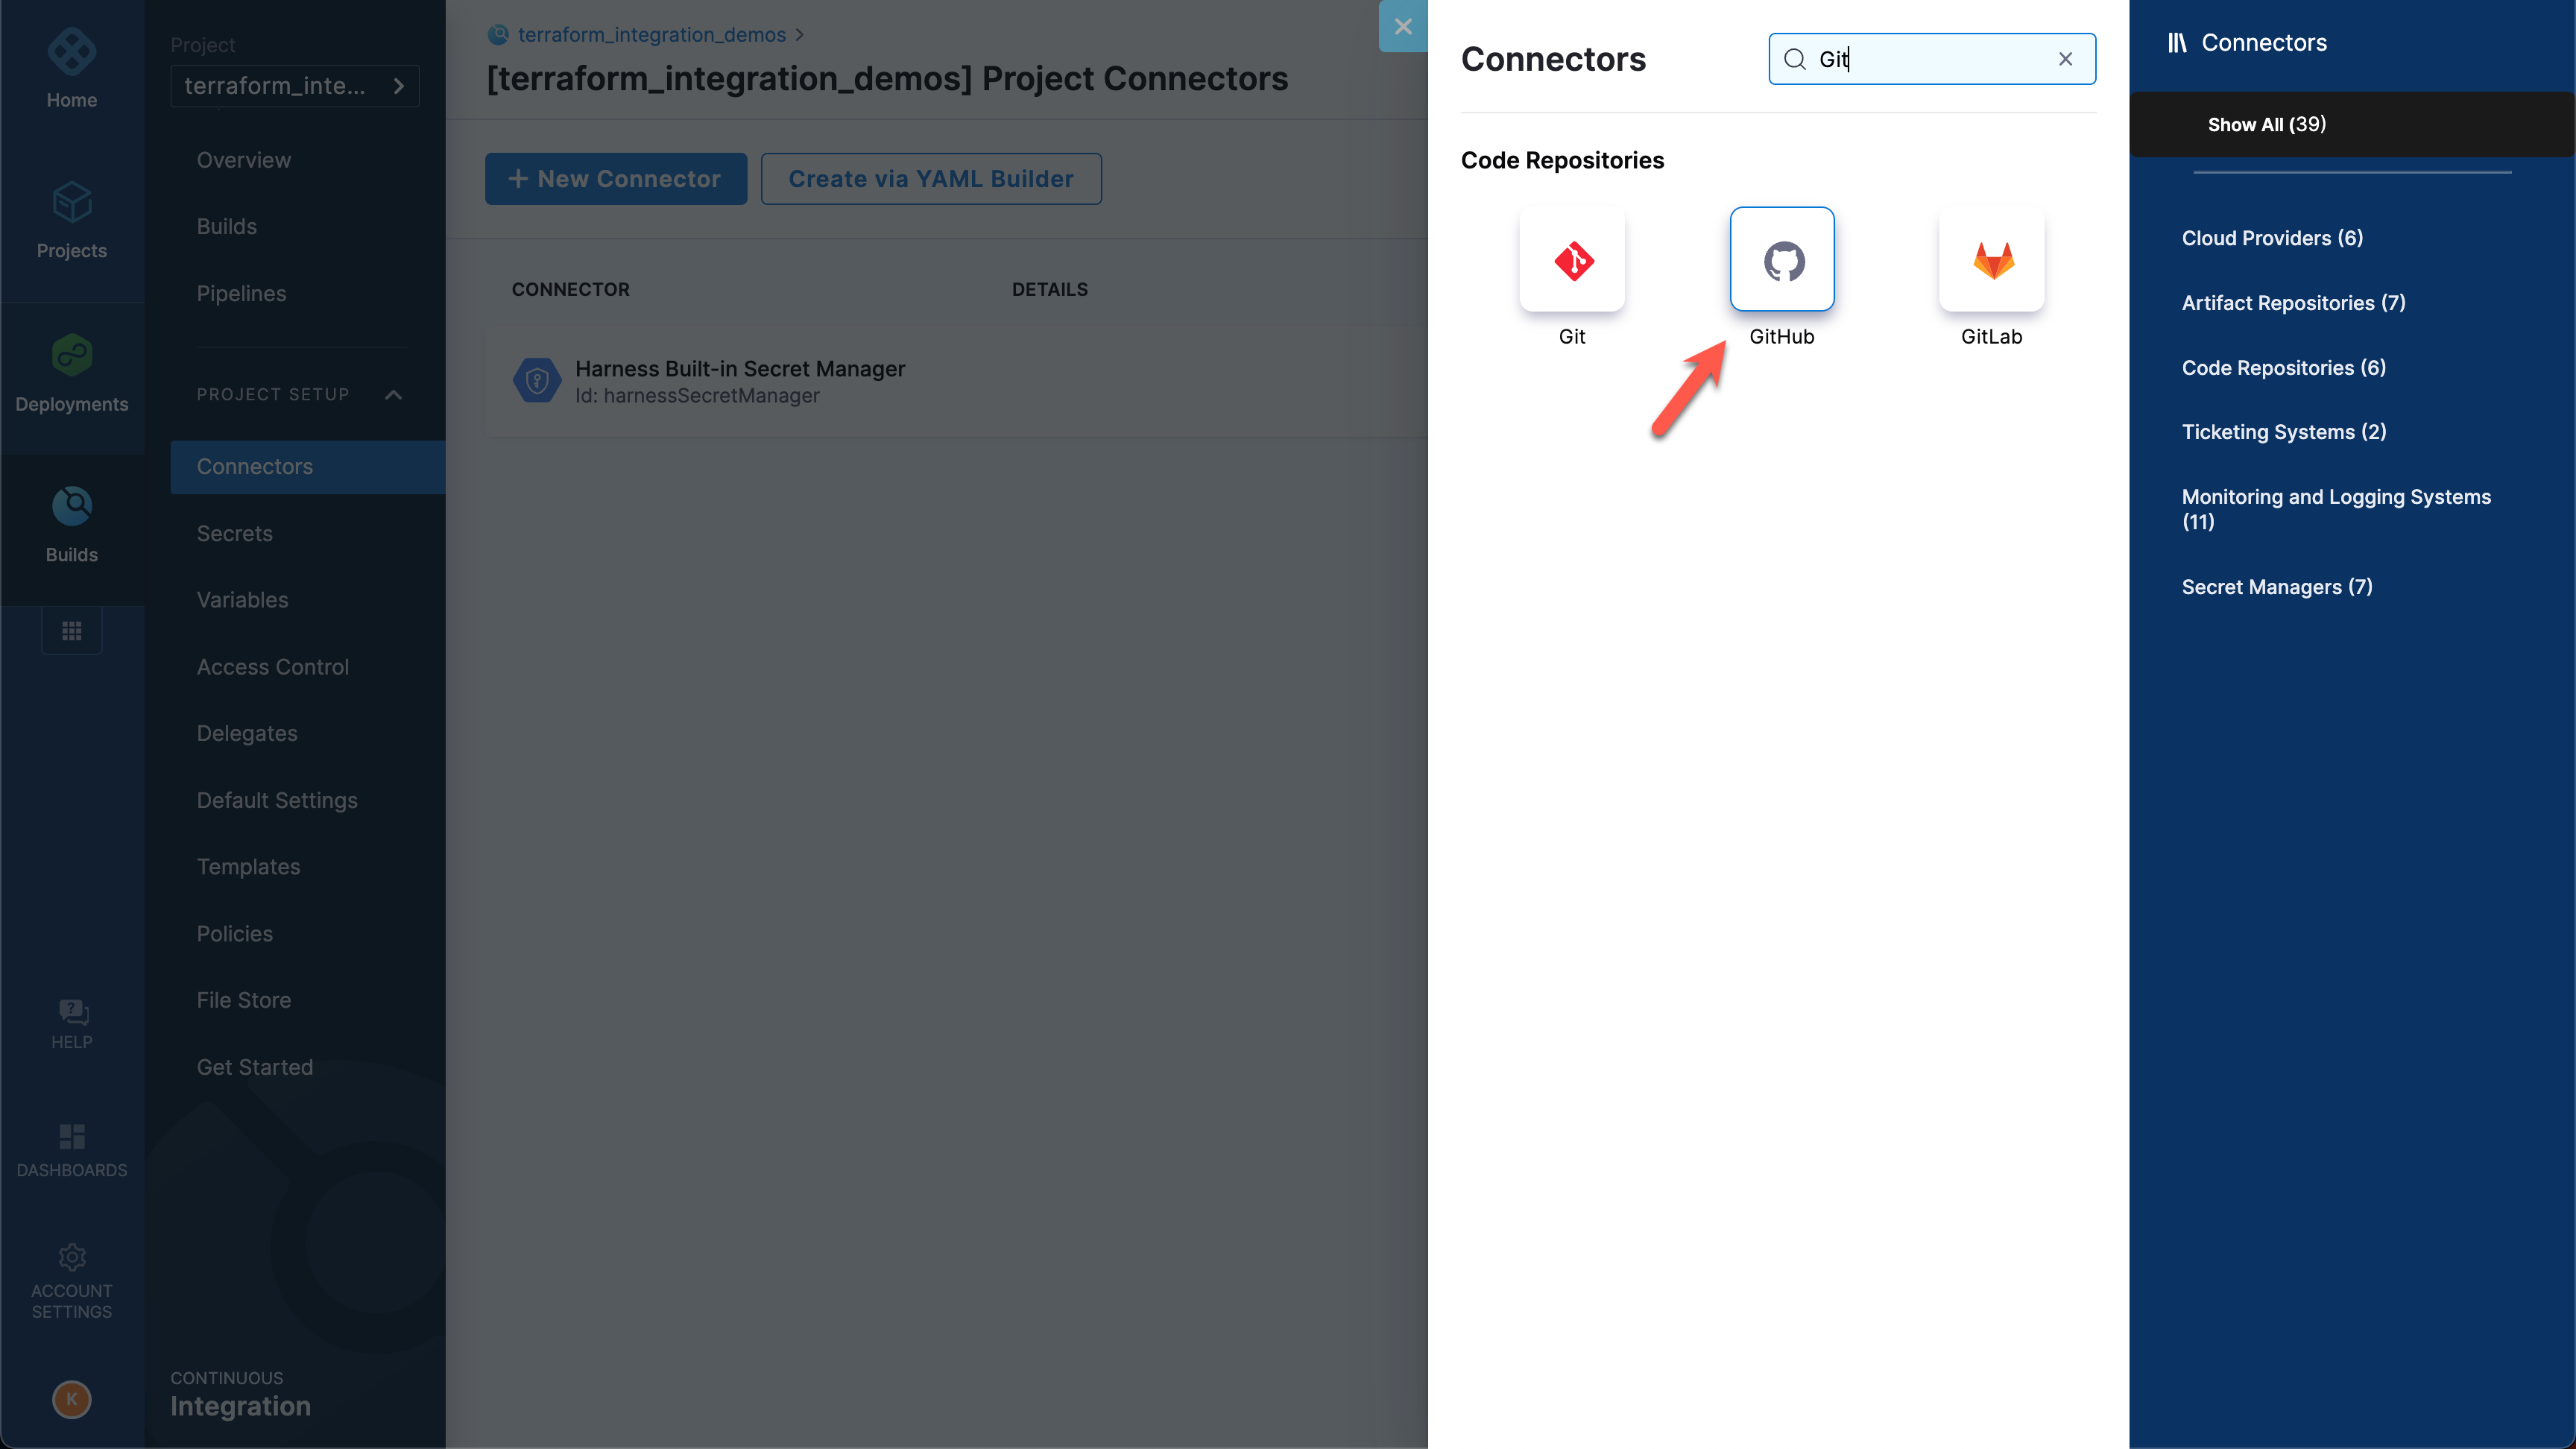 Home
Projects
Deployments
Builds
HELP
DASHBOARDS
ACCOUNT
SETTINGS
K
Project
terraform_inte...
Overview
Builds
Pipelines
PROJECT SETUP
Connectors
Secrets
Variables
Access Control
Delegates
Default Settings
Templates
Policies
File Store
Get Started
CONTINUOUS
Integration
terraform_integration_demos >
[terraform_integration_demos] Project Connectors
+ New Connector
Create via YAML Builder
CONNECTOR
DETAILS
Harness Built-in Secret Manager
Id: harnessSecretManager
Connectors
Git
Code Repositories
Git
GitHub
GitLab
Connectors
Show All (39)
Cloud Providers (6)
Artifact Repositories (7)
Code Repositories (6)
Ticketing Systems (2)
Monitoring and Logging Systems
(11)
Secret Managers (7)